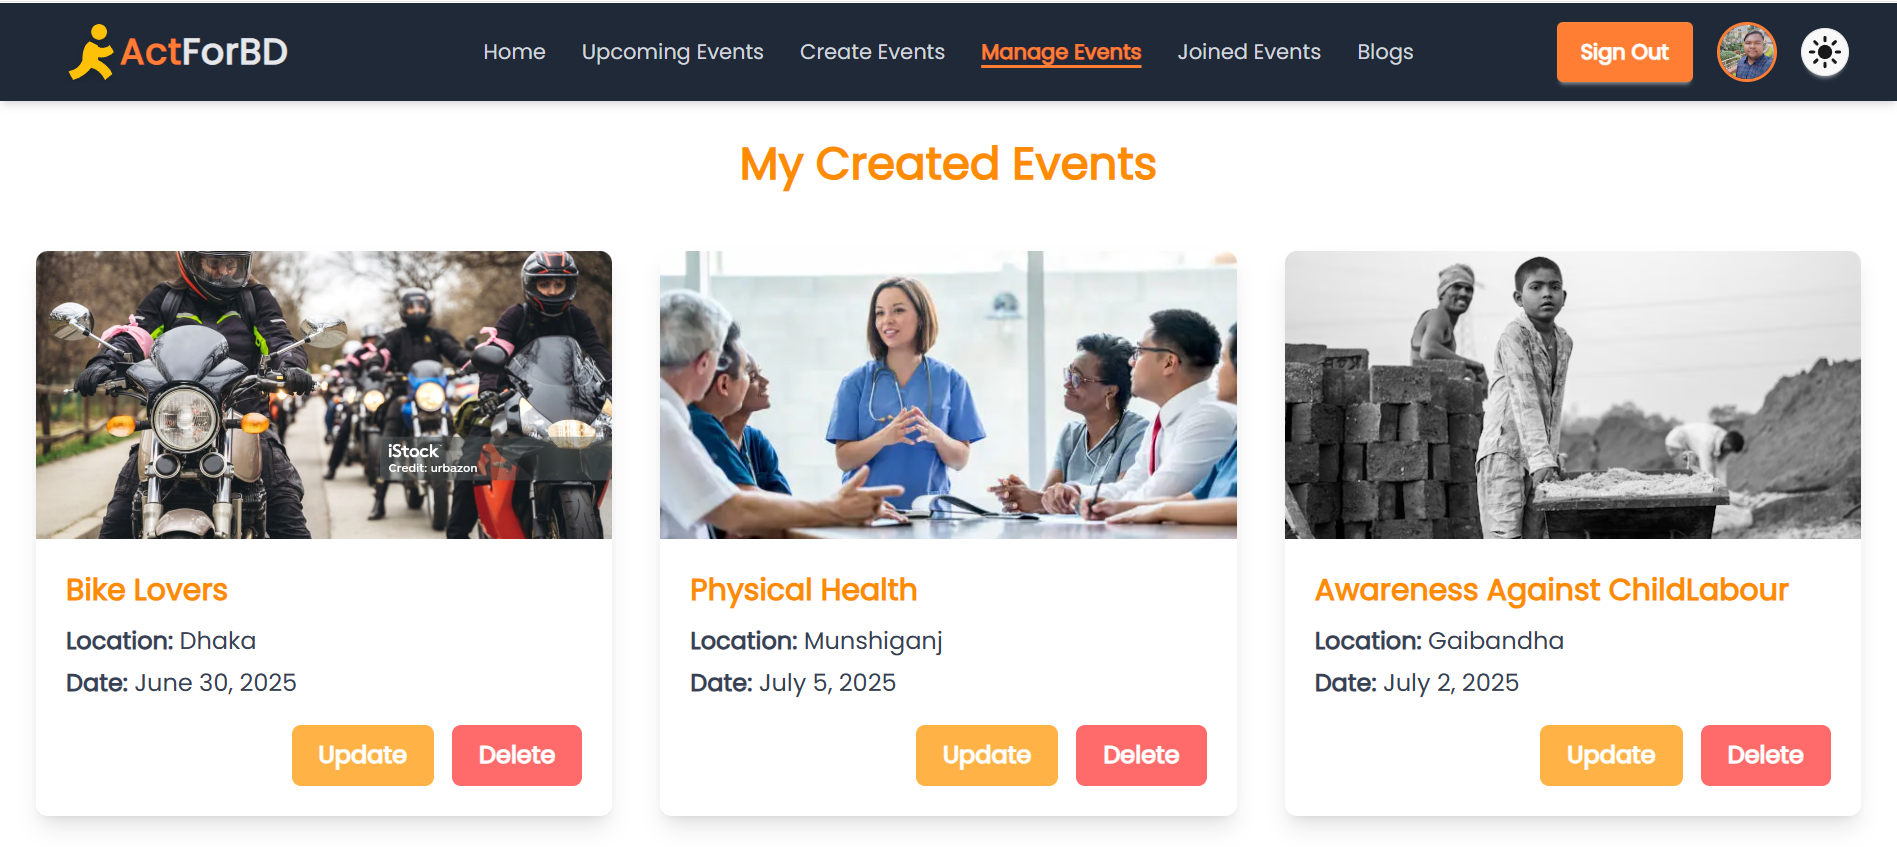 ActForBD
Home Upcoming Events Create Events Manage Events Joined Events Blogs
Sign Out
My Created Events
iStock
Credit: urbazon
Bike Lovers
Location: Dhaka
Date: June 30, 2025
Update Delete
Physical Health
Location: Munshiganj
Date: July 5, 2025
Update Delete
Awareness Against ChildLabour
Location: Gaibandha
Date: July 2, 2025
Update Delete